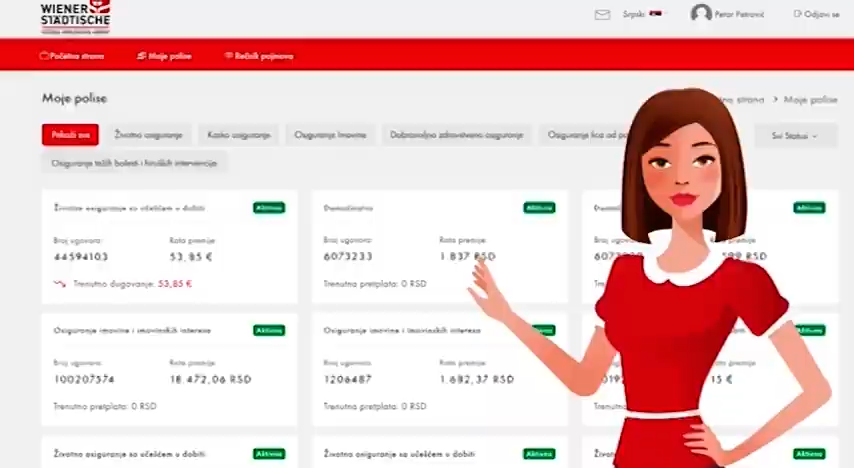 WIENER
STÄDTISCHE
Srpski
Petar Petrović
Odjavi se
Početna strana
Moje polise
Rečnik pojmova
Moje polise
strana > Moje polise
Prikaži sve
Životno osiguranje
Kasko osiguranje
Osiguranje imovine
Dobrovoljno zdravstveno osiguranje
Osiguranje lica od
Svi Statusi
Osiguranje težih bolesti i hirurških intervencija
Životno osiguranje sa učešćem u dobiti
Aktivna
Domaćinstvo
Aktivna
Aktivna
Broj ugovora:
Rata premije:
Broj ugovora:
Rata premije:
44594103
53,85 €
6073233
1.837 RSD
RSD
Trenutno dugovanje: 53,85 €
Trenutna pretplata: 0 RSD
Osiguranje imovine i imovinskih interesa
Aktivna
Osiguranje imovine i imovinskih interesa
Aktivna
Broj ugovora:
Rata premije:
Broj ugovora:
Rata premije:
100207574
18.472,06 RSD
1206487
1.682,37 RSD
15 €
Trenutna pretplata: 0 RSD
Trenutna pretplata: 0 RSD
Životno osiguranje sa učešćem u dobiti
Aktivna
Životno osiguranje sa učešćem u dobiti
Aktivna
Aktivna